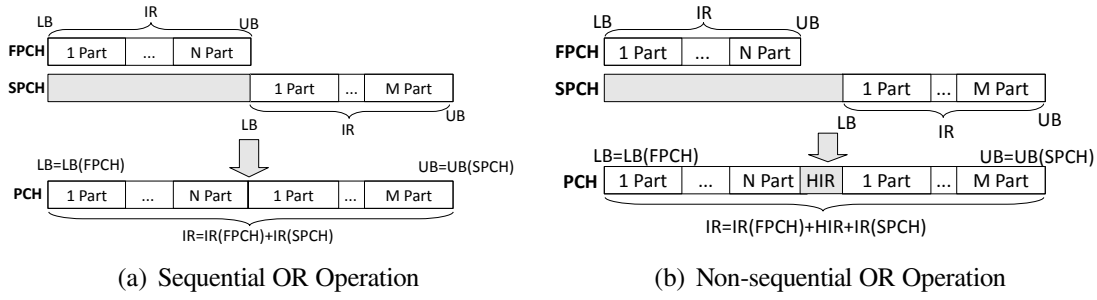 IR
LB UB
FPCH 1 Part ... N Part
SPCH 1 Part ... M Part
LB IR UB
LB=LB(FPCH) UB=UB(SPCH)
PCH 1 Part ... N Part 1 Part ... M Part
IR=IR(FPCH)+IR(SPCH)
(a) Sequential OR Operation
IR
LB UB
FPCH 1 Part ... N Part
SPCH 1 Part ... M Part
LB IR UB
LB=LB(FPCH) UB=UB(SPCH)
PCH 1 Part ... N Part HIR 1 Part ... M Part
IR=IR(FPCH)+HIR+IR(SPCH)
(b) Non-sequential OR Operation